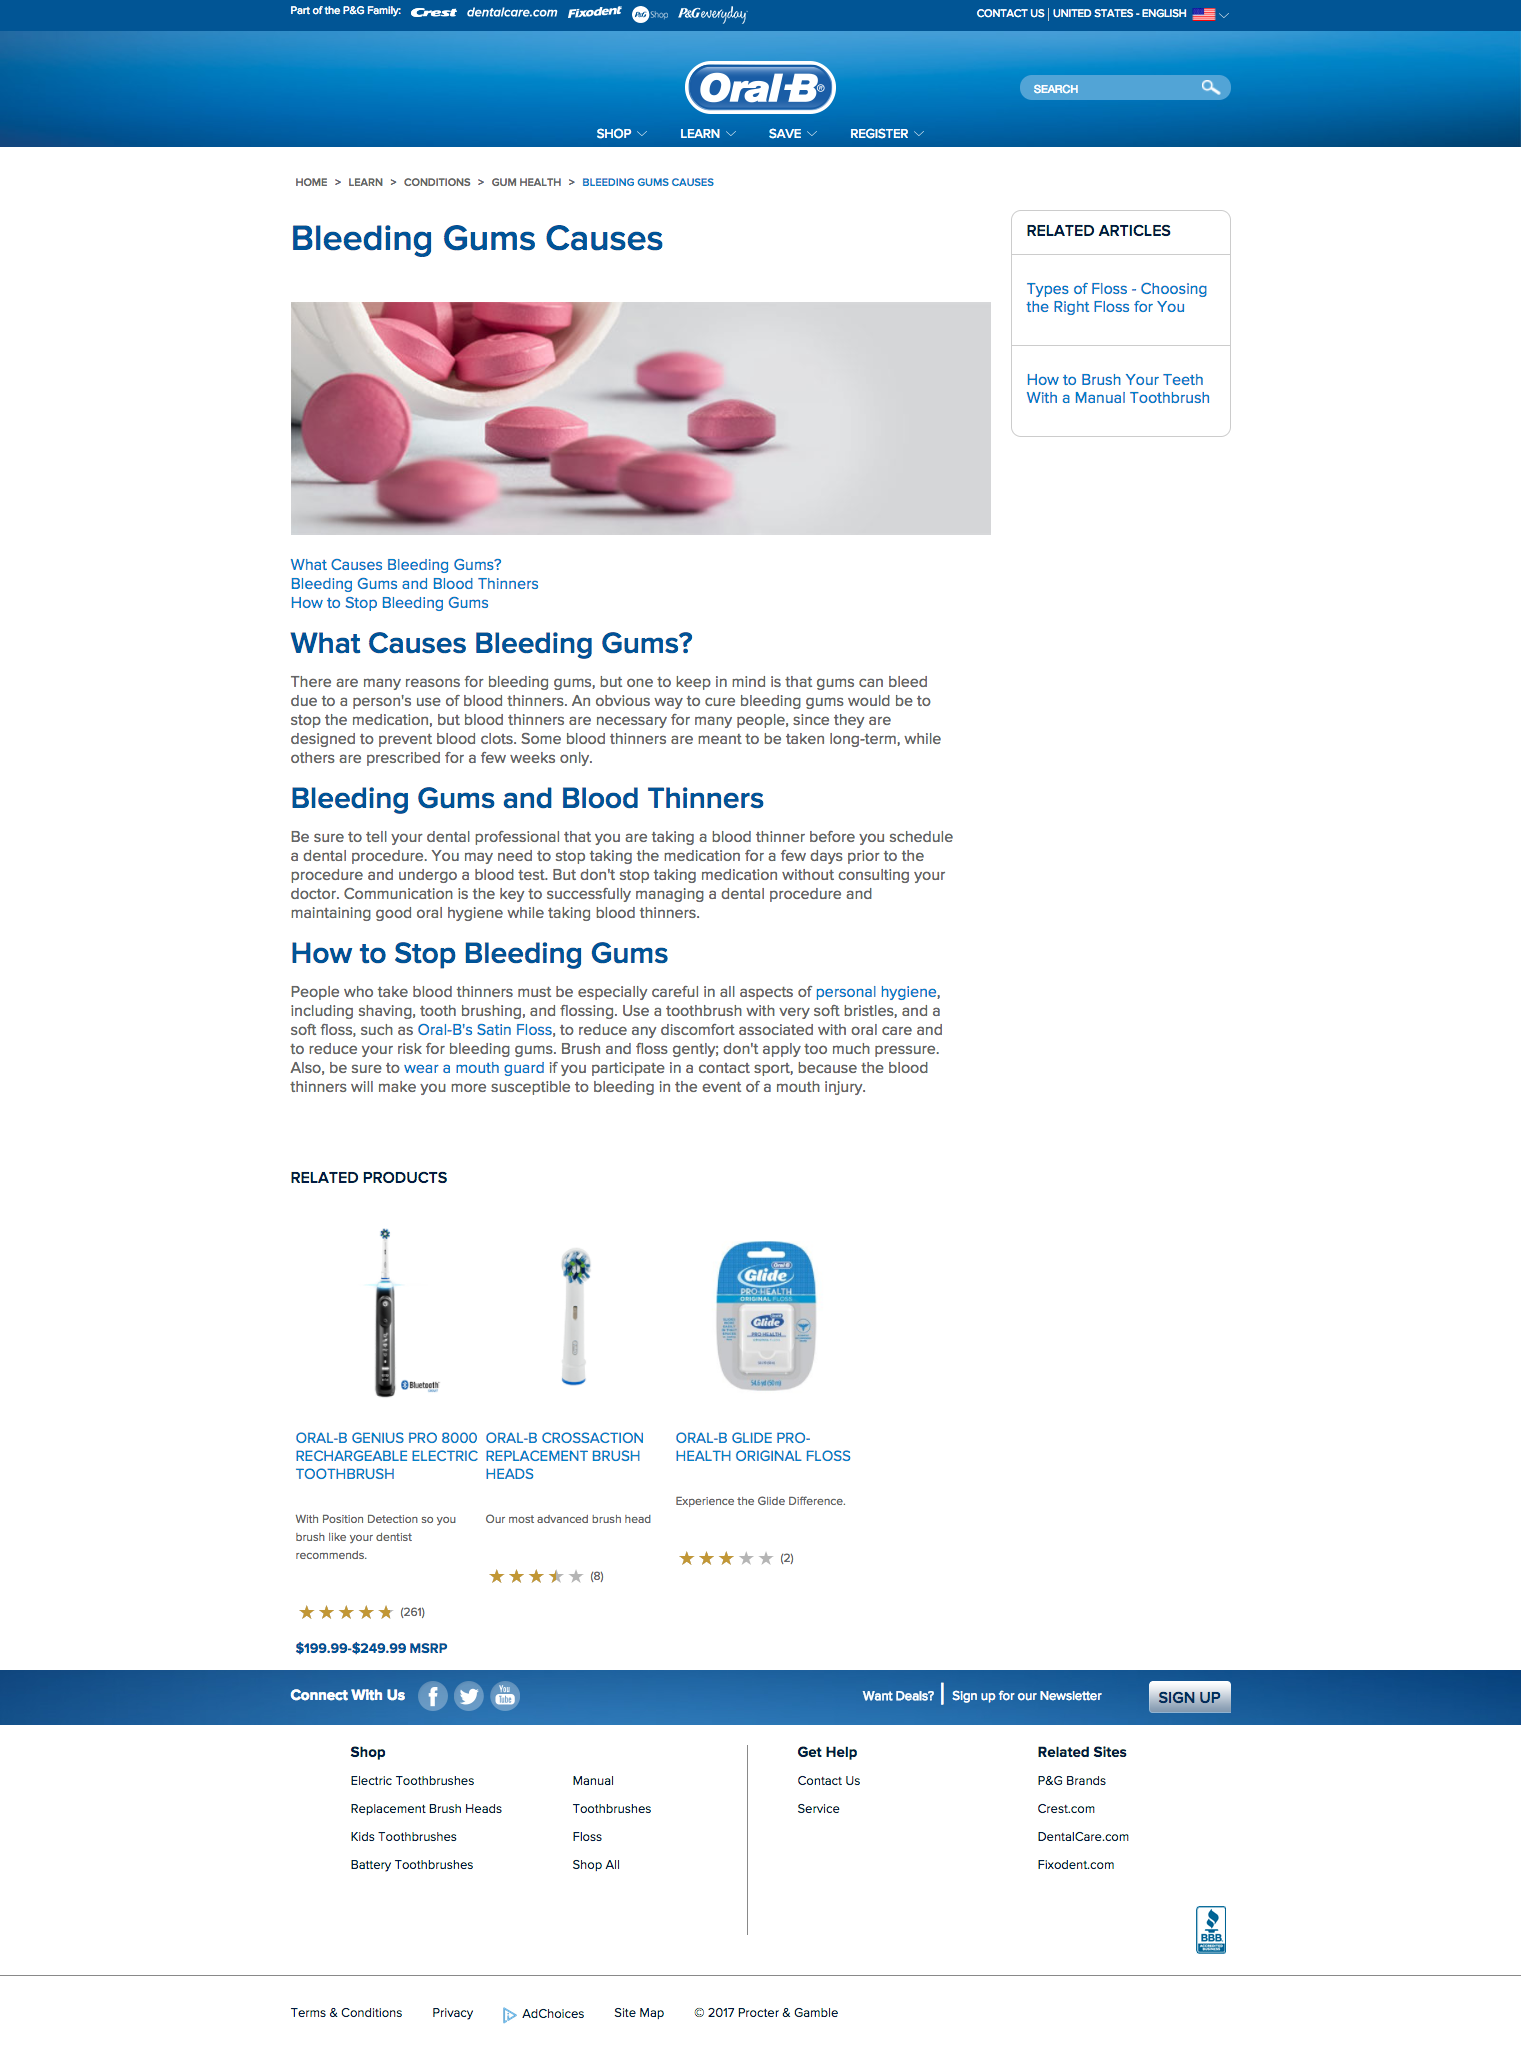 Part of the P&G Family: Crest dentalcare.com Fixodent P&G Shop P&G everyday
CONTACT US | UNITED STATES - ENGLISH
Oral-B®
SEARCH
SHOP LEARN SAVE REGISTER
HOME > LEARN > CONDITIONS > GUM HEALTH > BLEEDING GUMS CAUSES
Bleeding Gums Causes
RELATED ARTICLES
Types of Floss - Choosing
the Right Floss for You
How to Brush Your Teeth
With a Manual Toothbrush
What Causes Bleeding Gums?
Bleeding Gums and Blood Thinners
How to Stop Bleeding Gums
What Causes Bleeding Gums?
There are many reasons for bleeding gums, but one to keep in mind is that gums can bleed
due to a person's use of blood thinners. An obvious way to cure bleeding gums would be to
stop the medication, but blood thinners are necessary for many people, since they are
designed to prevent blood clots. Some blood thinners are meant to be taken long-term, while
others are prescribed for a few weeks only.
Bleeding Gums and Blood Thinners
Be sure to tell your dental professional that you are taking a blood thinner before you schedule
a dental procedure. You may need to stop taking the medication for a few days prior to the
procedure and undergo a blood test. But don't stop taking medication without consulting your
doctor. Communication is the key to successfully managing a dental procedure and
maintaining good oral hygiene while taking blood thinners.
How to Stop Bleeding Gums
People who take blood thinners must be especially careful in all aspects of personal hygiene,
including shaving, tooth brushing, and flossing. Use a toothbrush with very soft bristles, and a
soft floss, such as Oral-B's Satin Floss, to reduce any discomfort associated with oral care and
to reduce your risk for bleeding gums. Brush and floss gently; don't apply too much pressure.
Also, be sure to wear a mouth guard if you participate in a contact sport, because the blood
thinners will make you more susceptible to bleeding in the event of a mouth injury.
RELATED PRODUCTS
Bluetooth
Oral-B
Glide
PRO-HEALTH
ORIGINAL FLOSS
Glide
PRO-HEALTH
54.6 yd (50 m)
ORAL-B GENIUS PRO 8000
RECHARGEABLE ELECTRIC
TOOTHBRUSH
With Position Detection so you
brush like your dentist
recommends.
(261)
$199.99-$249.99 MSRP
ORAL-B CROSSACTION
REPLACEMENT BRUSH
HEADS
Our most advanced brush head
(8)
ORAL-B GLIDE PRO-
HEALTH ORIGINAL FLOSS
Experience the Glide Difference.
(2)
Connect With Us
f
You
Tube
Want Deals? | Sign up for our Newsletter
SIGN UP
Shop
Electric Toothbrushes
Replacement Brush Heads
Kids Toothbrushes
Battery Toothbrushes
Manual
Toothbrushes
Floss
Shop All
Get Help
Contact Us
Service
Related Sites
P&G Brands
Crest.com
DentalCare.com
Fixodent.com
BBB
ACCREDITED
BUSINESS
Terms & Conditions Privacy AdChoices Site Map © 2017 Procter & Gamble